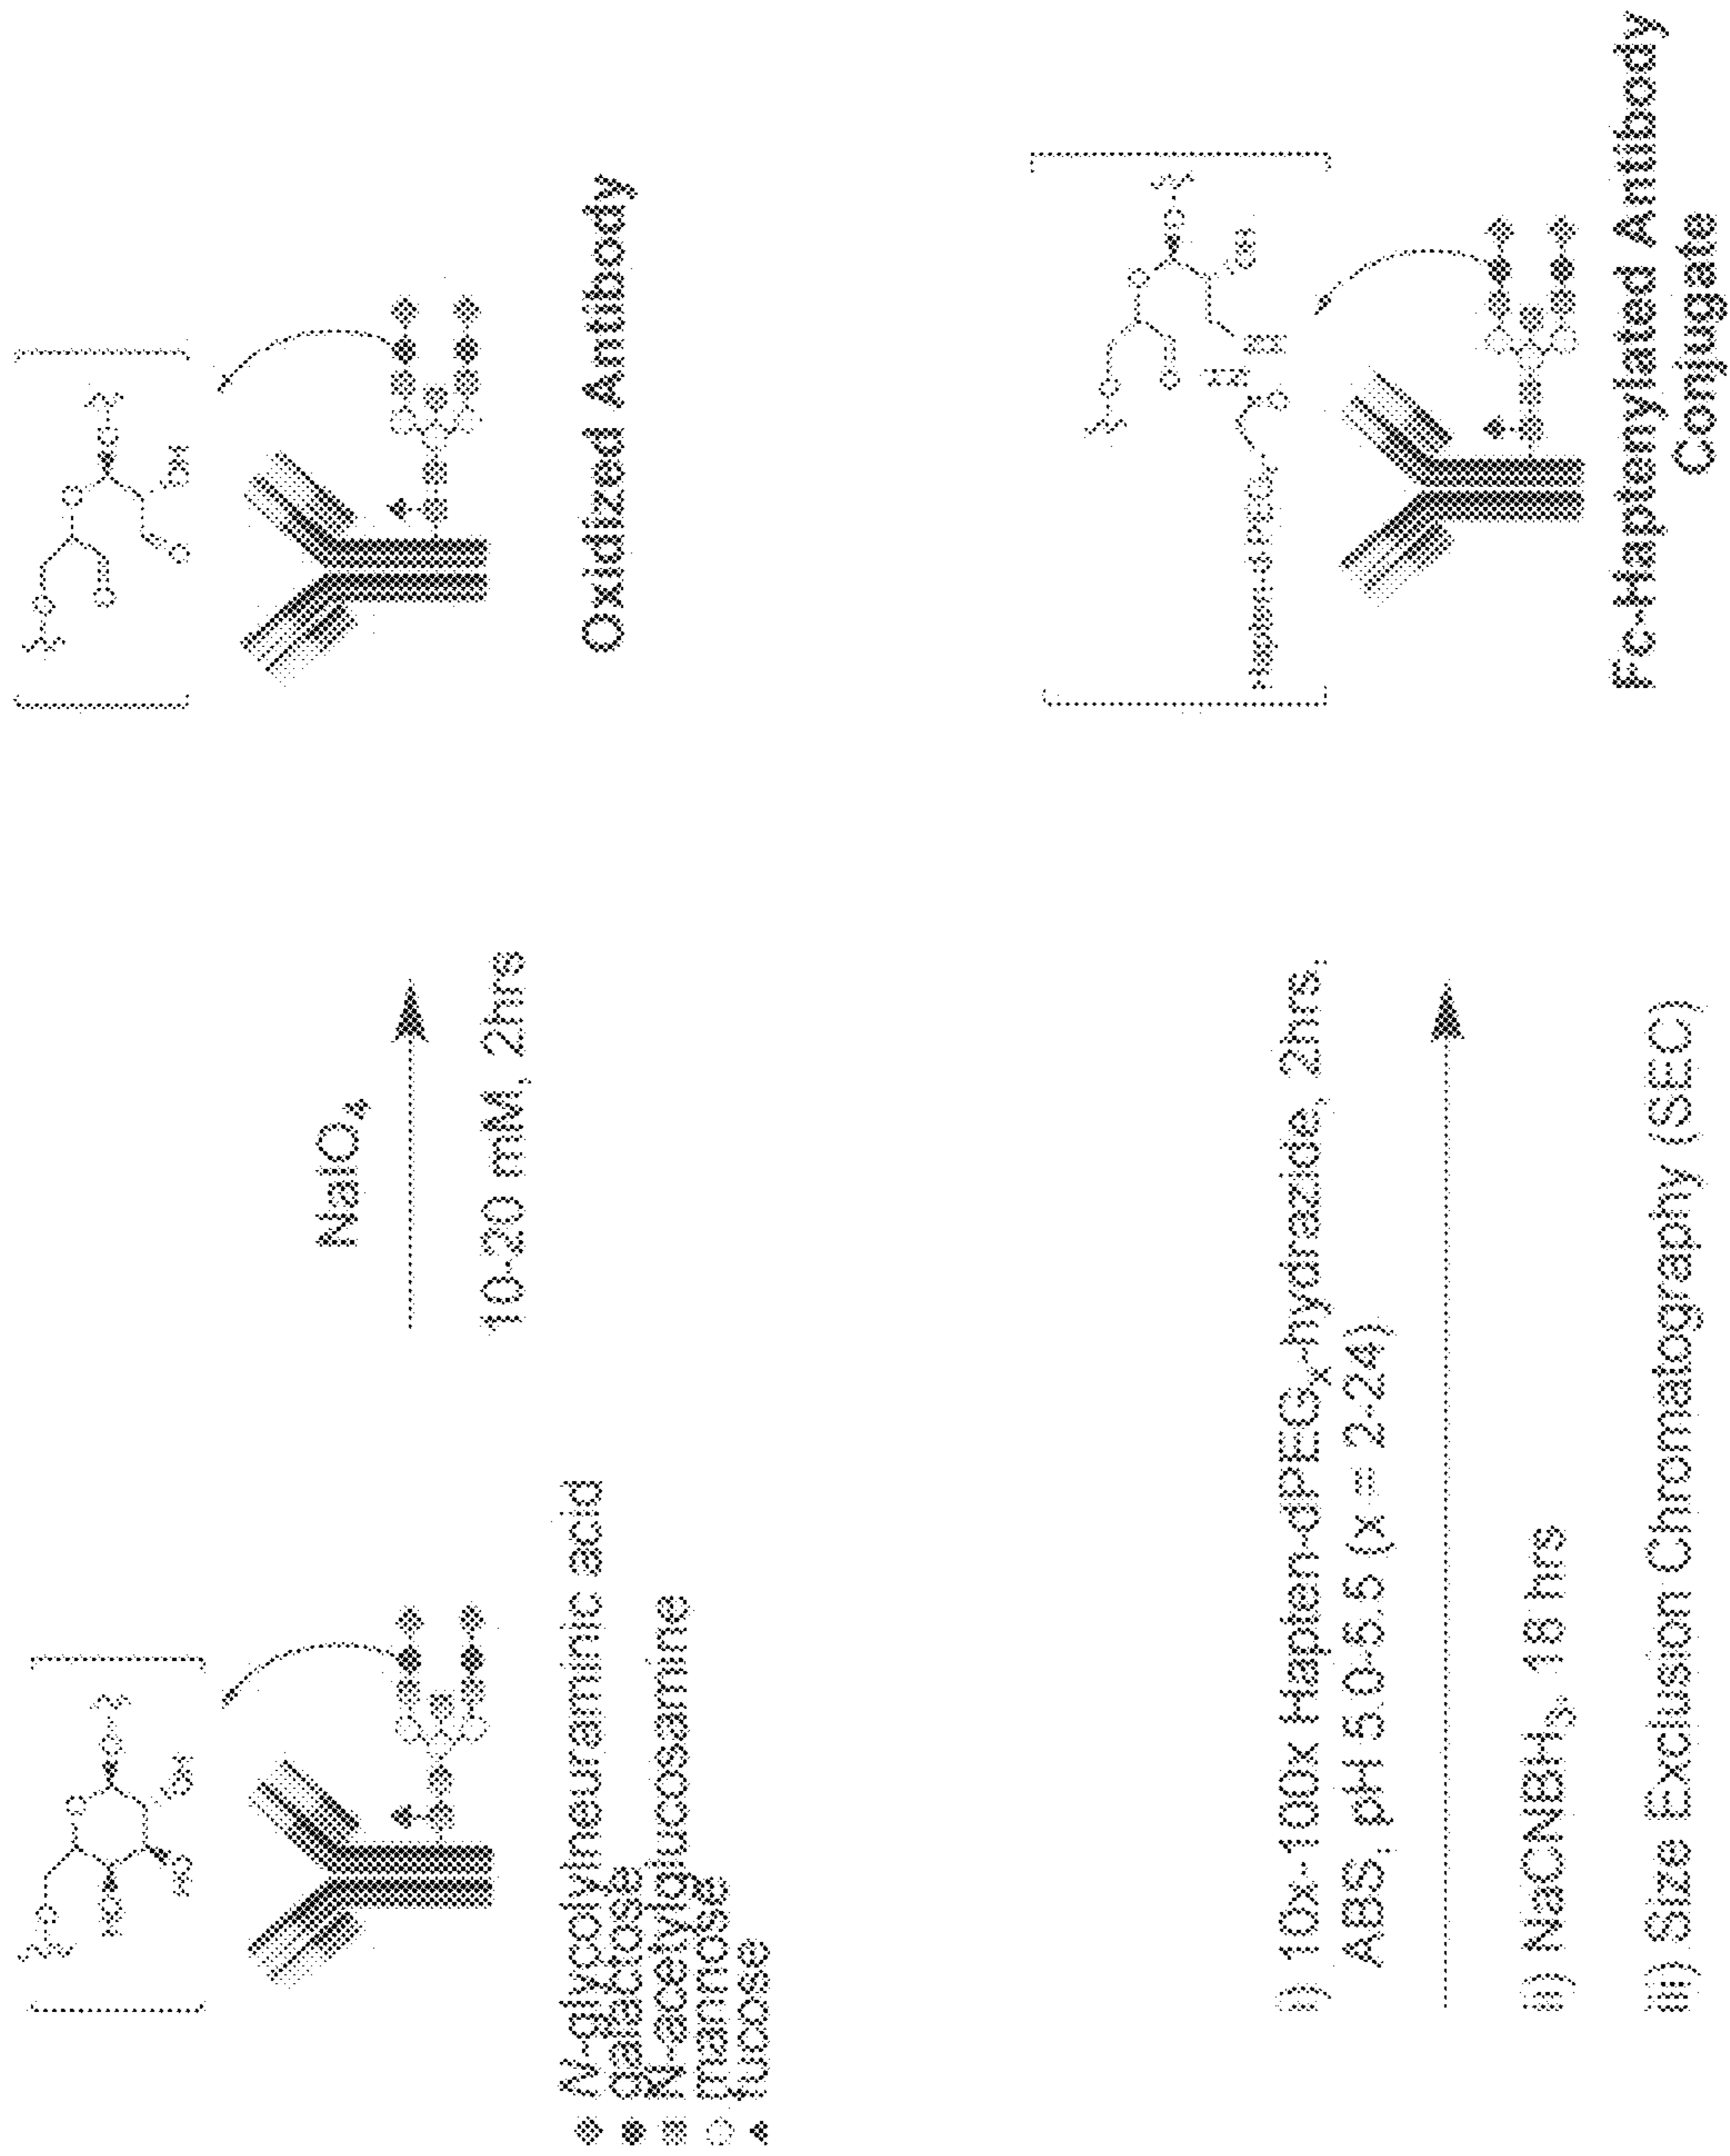 NaIO4
10-20 mM, 2hrs
N-glycolylneuraminic acid
galactose
N-acetylglucosamine
mannose
fucose
Oxidized Antibody
i) 10x-100x Hapten-dPEGx-hydrazide, 2hrs,
ABS, pH 5.0-5.5 (x = 2-24)
ii) NaCNBH3, 18 hrs
iii) Size Exclusion Chromatography (SEC)
Hapten-dPEGx
Fc-Haptenylated Antibody
Conjugate